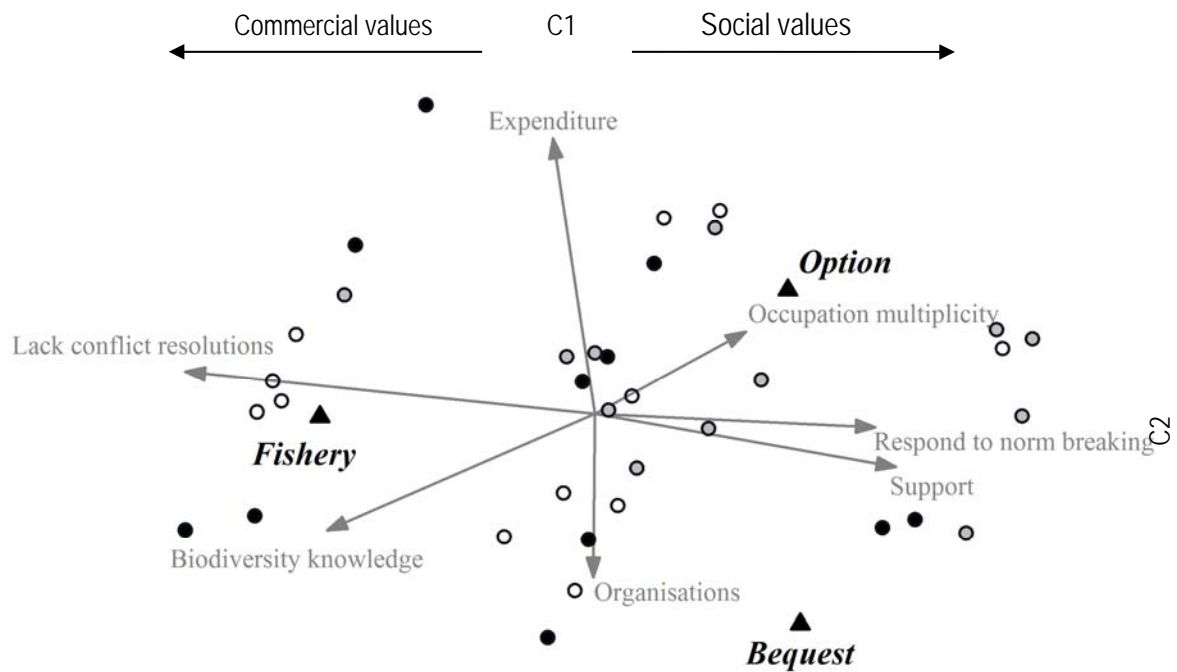 Commercial values
C1
Social values
Expenditure
Option
Occupation multiplicity
Lack conflict resolutions
Fishery
Respond to norm breaking
C2
Support
Biodiversity knowledge
Organisations
Bequest